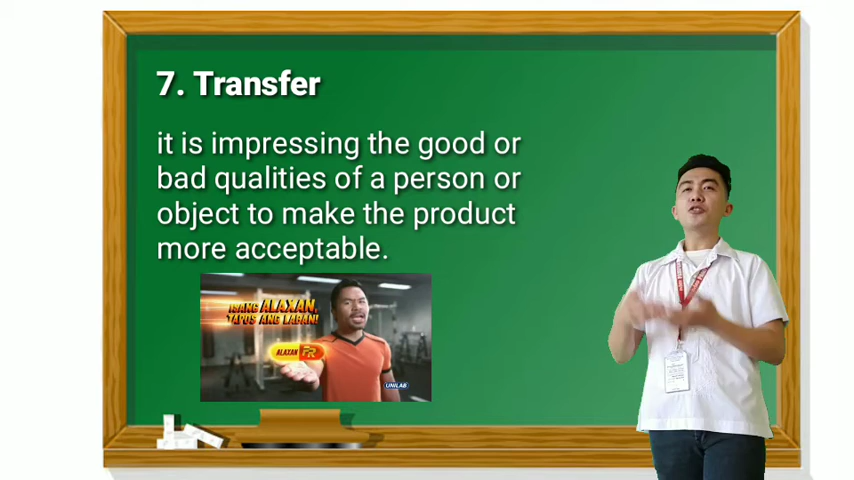 7. Transfer
it is impressing the good or
bad qualities of a person or
object to make the product
more acceptable.
ISANG ALAXAN,
TAPOS ANG LABAN!
ALAXAN FR
UNILAB